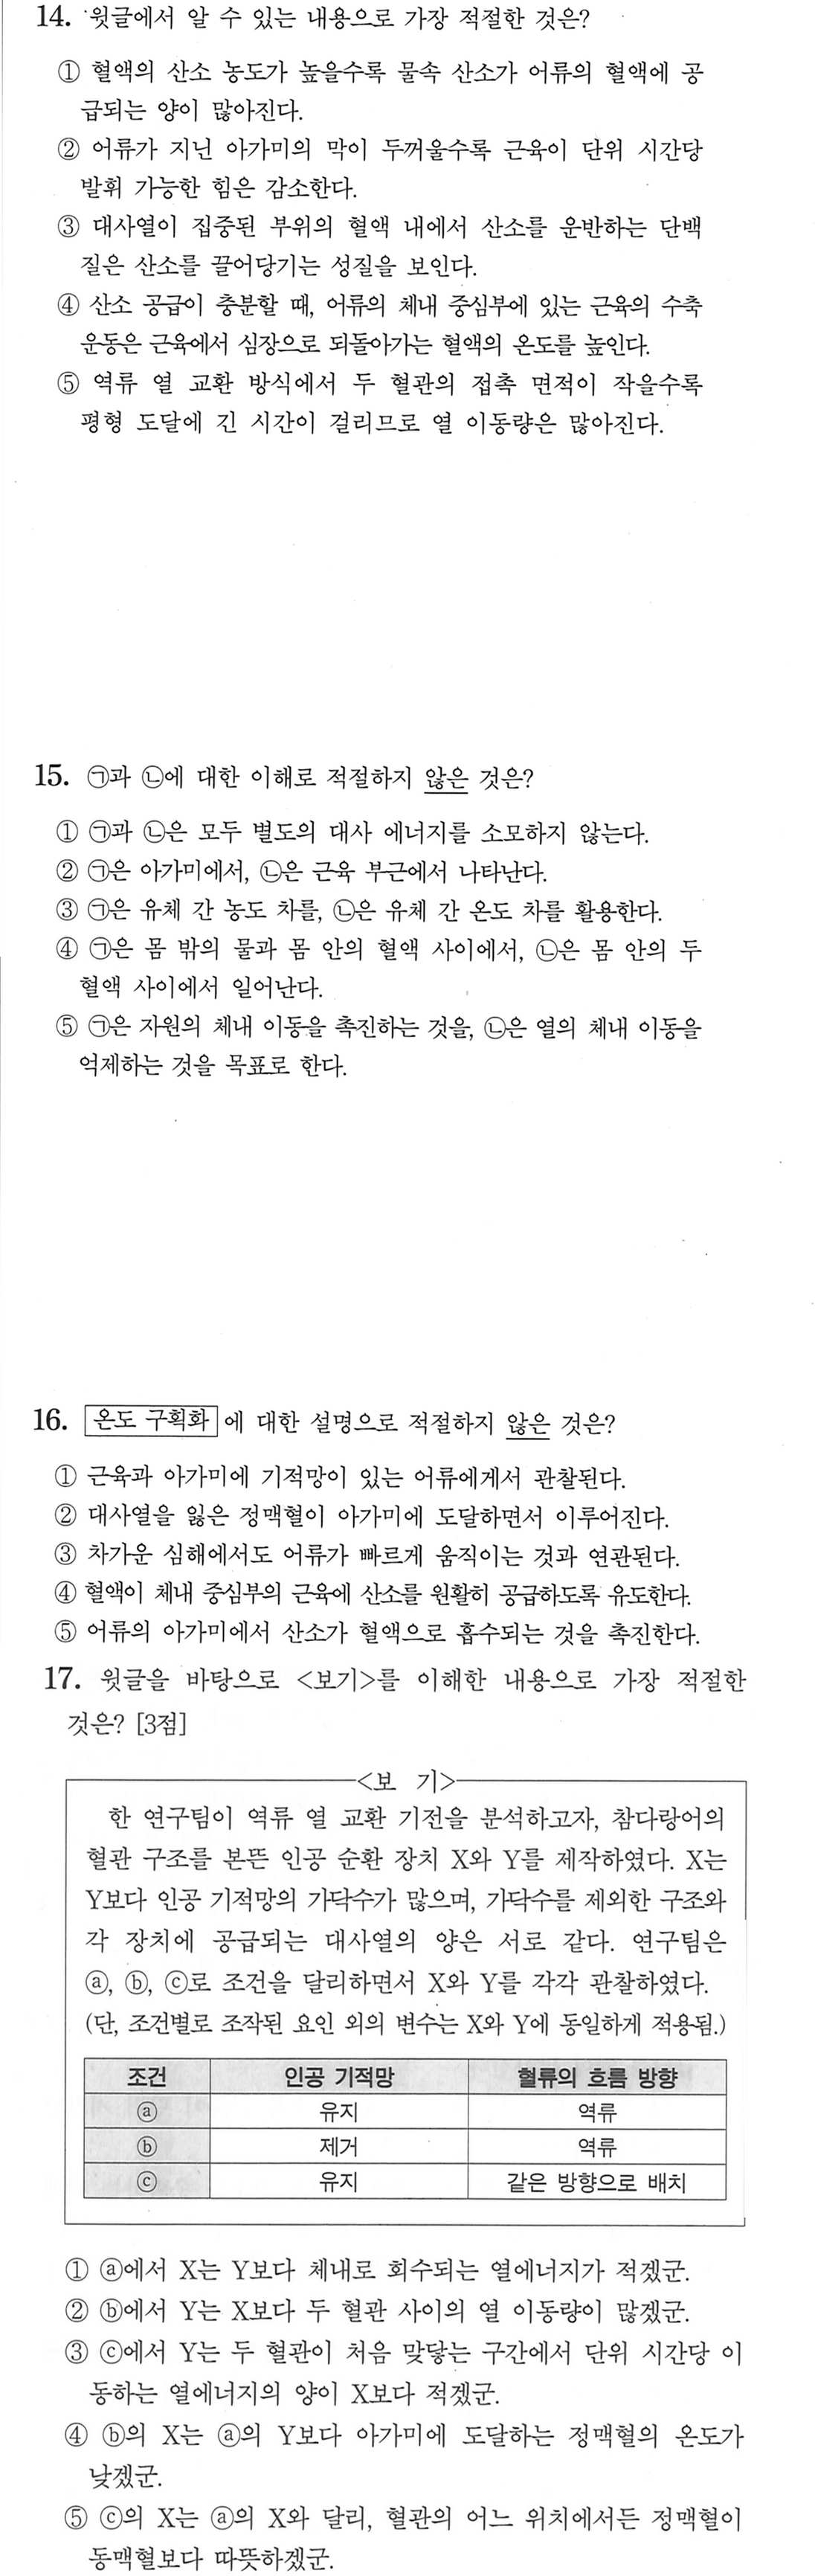 14. 윗글에서 알 수 있는 내용으로 가장 적절한 것은?
① 혈액의 산소 농도가 높을수록 물속 산소가 어류의 혈액에 공
급되는 양이 많아진다.
② 어류가 지닌 아가미의 막이 두꺼울수록 근육이 단위 시간당
발휘 가능한 힘은 감소한다.
③ 대사열이 집중된 부위의 혈액 내에서 산소를 운반하는 단백
질은 산소를 끌어당기는 성질을 보인다.
④ 산소 공급이 충분할 때, 어류의 체내 중심부에 있는 근육의 수축
운동은 근육에서 심장으로 되돌아가는 혈액의 온도를 높인다.
⑤ 역류 열 교환 방식에서 두 혈관의 접촉 면적이 작을수록
평형 도달에 긴 시간이 걸리므로 열 이동량은 많아진다.
15. ㉠과 ㉡에 대한 이해로 적절하지 않은 것은?
① ㉠과 ㉡은 모두 별도의 대사 에너지를 소모하지 않는다.
② ㉠은 아가미에서, ㉡은 근육 부근에서 나타난다.
③ ㉠은 유체 간 농도 차를, ㉡은 유체 간 온도 차를 활용한다.
④ ㉠은 몸 밖의 물과 몸 안의 혈액 사이에서, ㉡은 몸 안의 두
혈액 사이에서 일어난다.
⑤ ㉠은 자원의 체내 이동을 촉진하는 것을, ㉡은 열의 체내 이동을
억제하는 것을 목표로 한다.
16. 온도 구획화에 대한 설명으로 적절하지 않은 것은?
① 근육과 아가미에 기적망이 있는 어류에게서 관찰된다.
② 대사열을 잃은 정맥혈이 아가미에 도달하면서 이루어진다.
③ 차가운 심해에서도 어류가 빠르게 움직이는 것과 연관된다.
④ 혈액이 체내 중심부의 근육에 산소를 원활히 공급하도록 유도한다.
⑤ 어류의 아가미에서 산소가 혈액으로 흡수되는 것을 촉진한다.
17. 윗글을 바탕으로 <보기>를 이해한 내용으로 가장 적절한
것은? [3점]
<보 기>
한 연구팀이 역류 열 교환 기전을 분석하고자, 참다랑어의
혈관 구조를 본뜬 인공 순환 장치 X와 Y를 제작하였다. X는
Y보다 인공 기적망의 가닥수가 많으며, 가닥수를 제외한 구조와
각 장치에 공급되는 대사열의 양은 서로 같다. 연구팀은
ⓐ, ⓑ, ⓒ로 조건을 달리하면서 X와 Y를 각각 관찰하였다.
(단, 조건별로 조작된 요인 외의 변수는 X와 Y에 동일하게 적용됨.)
조건 인공 기적망 혈류의 흐름 방향
ⓐ 유지 역류
ⓑ 제거 역류
ⓒ 유지 같은 방향으로 배치
① ⓐ에서 X는 Y보다 체내로 회수되는 열에너지가 적겠군.
② ⓑ에서 Y는 X보다 두 혈관 사이의 열 이동량이 많겠군.
③ ⓒ에서 Y는 두 혈관이 처음 맞닿는 구간에서 단위 시간당 이
동하는 열에너지의 양이 X보다 적겠군.
④ ⓑ의 X는 ⓐ의 Y보다 아가미에 도달하는 정맥혈의 온도가
낮겠군.
⑤ ⓒ의 X는 ⓐ의 X와 달리, 혈관의 어느 위치에서든 정맥혈이
동맥혈보다 따뜻하겠군.